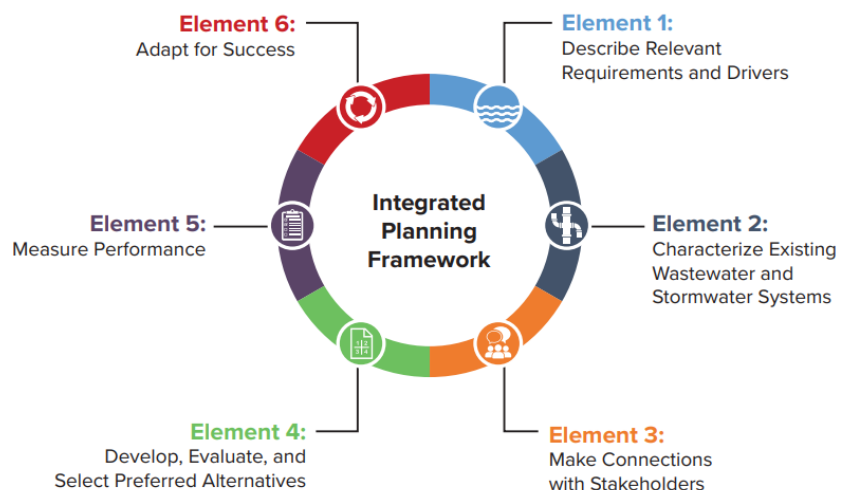 Element 6:
Adapt for Success
Element 1:
Describe Relevant
Requirements and Drivers
Integrated
Planning
Framework
Element 5:
Measure Performance
Element 2:
Characterize Existing
Wastewater and
Stormwater Systems
Element 4:
Develop, Evaluate, and
Select Preferred Alternatives
Element 3:
Make Connections
with Stakeholders